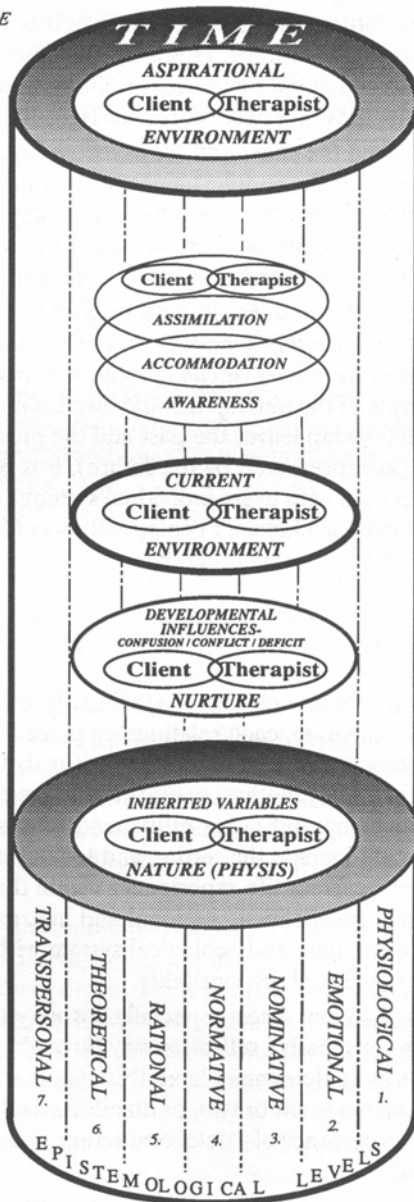 E
TIME
ASPIRATIONAL
Client Therapist
ENVIRONMENT
Client Therapist
ASSIMILATION
ACCOMMODATION
AWARENESS
CURRENT
Client Therapist
ENVIRONMENT
DEVELOPMENTAL
INFLUENCES-
CONFUSION / CONFLICT / DEFICIT
Client Therapist
NURTURE
INHERITED VARIABLES
Client Therapist
NATURE (PHYSIS)
7. TRANSPERSONAL
6. THEORECAL
5. RATIONAL
4. NORMATIVE
3. NOMINATIVE
2. EMOTIONAL
1. PHYSIOLOGICAL
EPISTEMOLOGICAL LEVELS